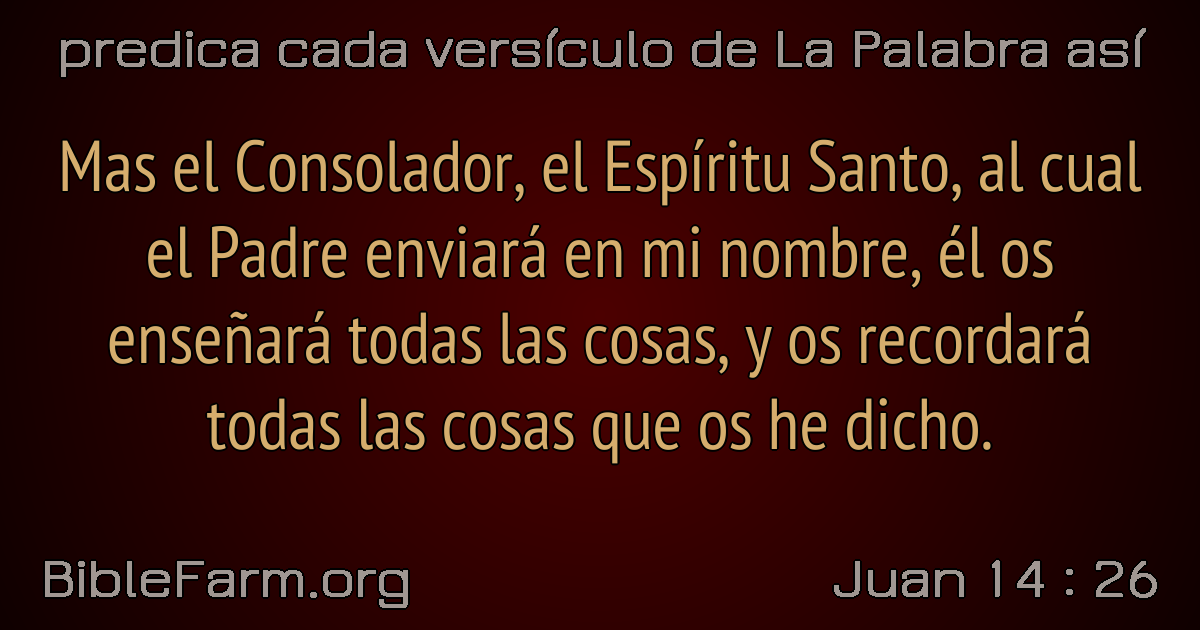 predica cada versículo de La Palabra así
Mas el Consolador, el Espíritu Santo, al cual
el Padre enviará en mi nombre, él os
enseñará todas las cosas, y os recordará
todas las cosas que os he dicho.
BibleFarm.org
Juan 14 : 26